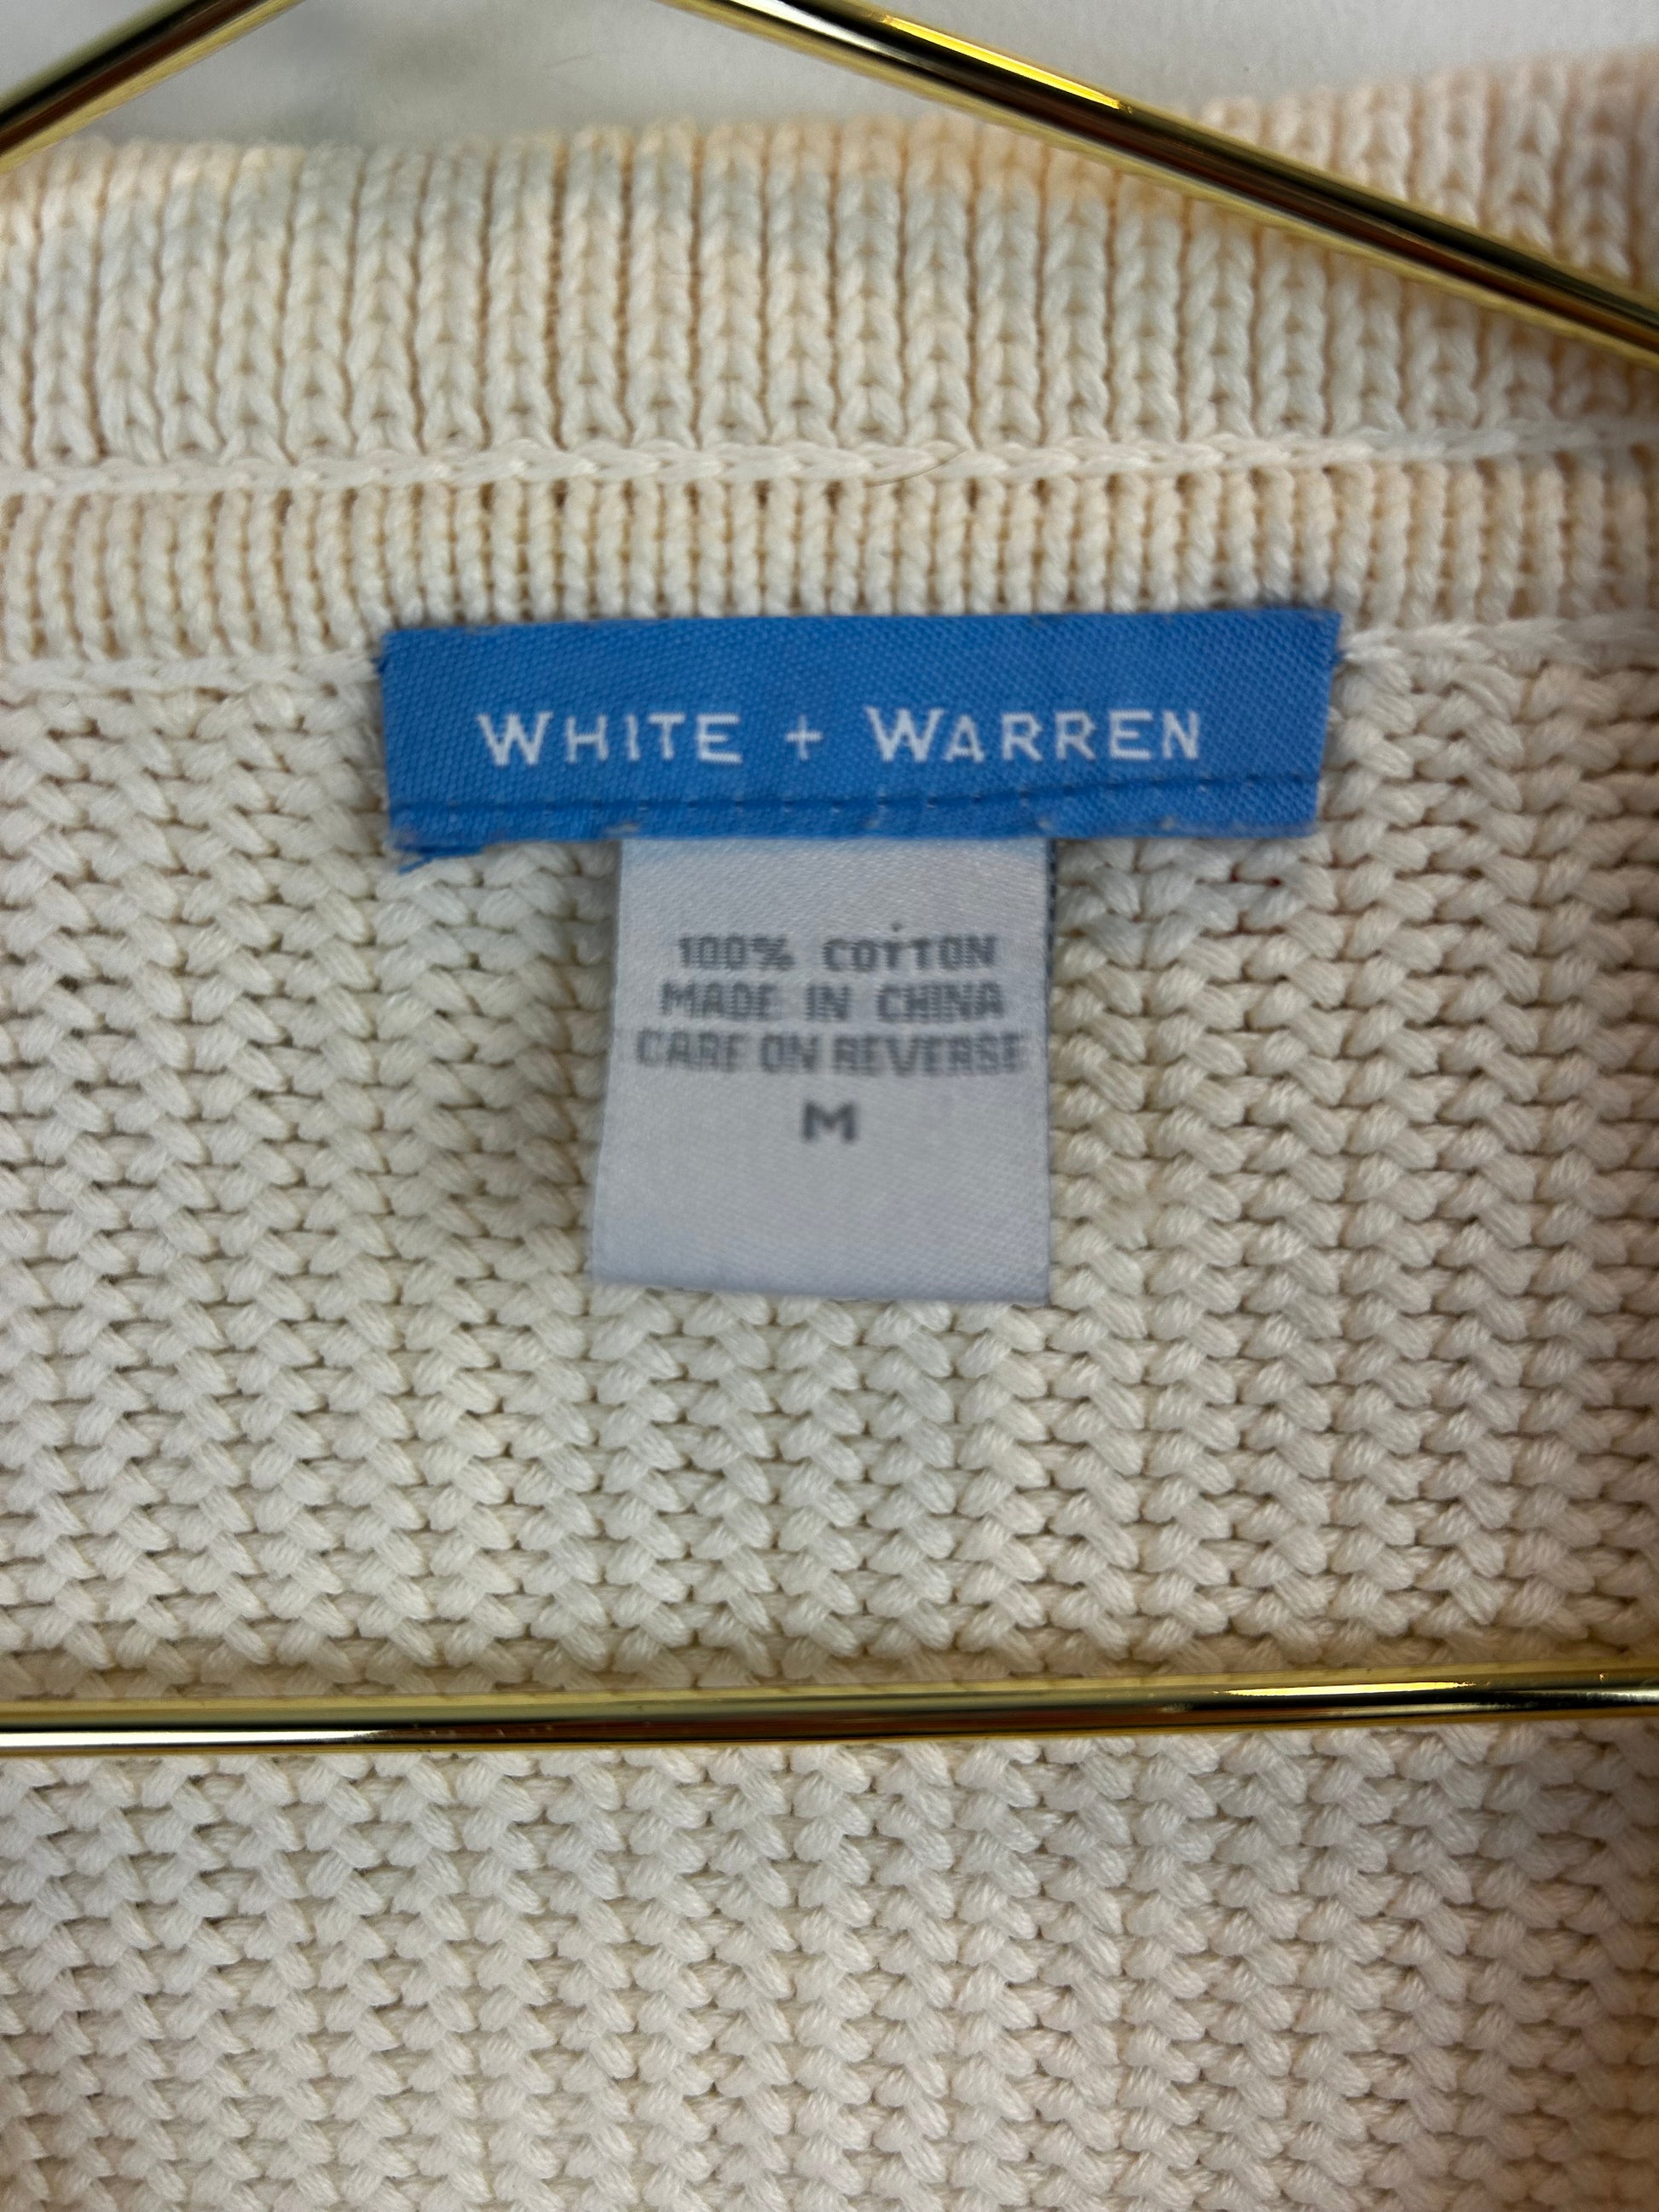 WHITE + WARREN
100% COTTON
MADE IN CHINA
CARE ON REVERSE
M